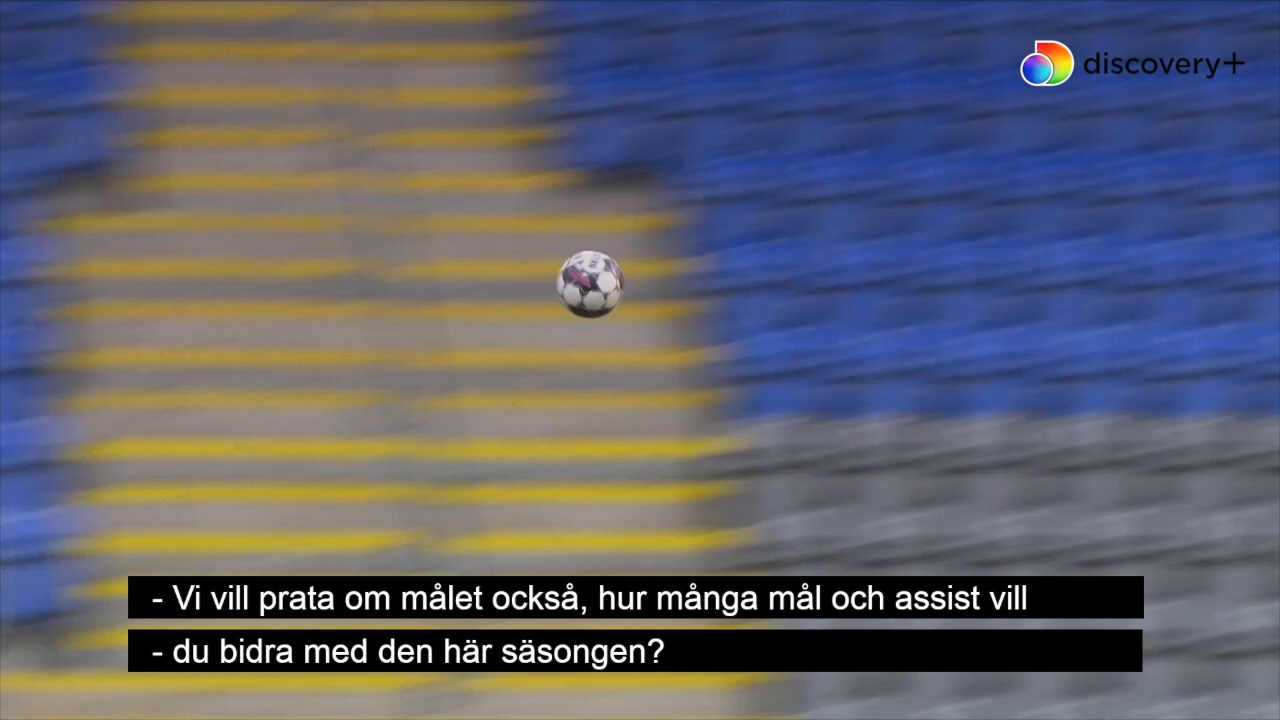 discovery+
- Vi vill prata om målet också, hur många mål och assist vill
- du bidra med den här säsongen?